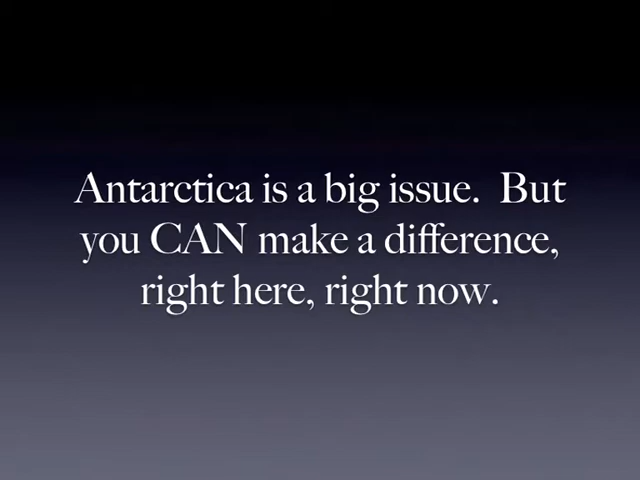 Antarctica is a big issue.  But
you CAN make a difference,
right here, right now.